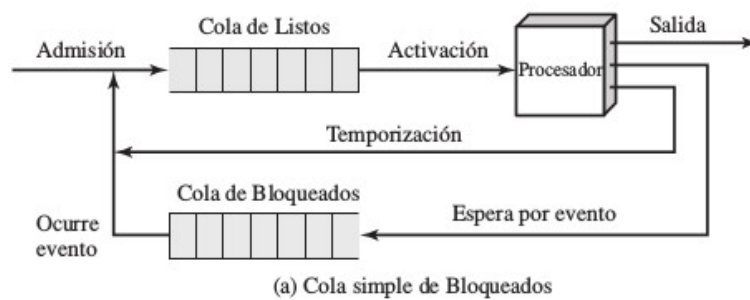 Cola de Listos
Salida
Admisión
Activación
Procesador
Temporización
Cola de Bloqueados
Ocurre
evento
Espera por evento
(a) Cola simple de Bloqueados